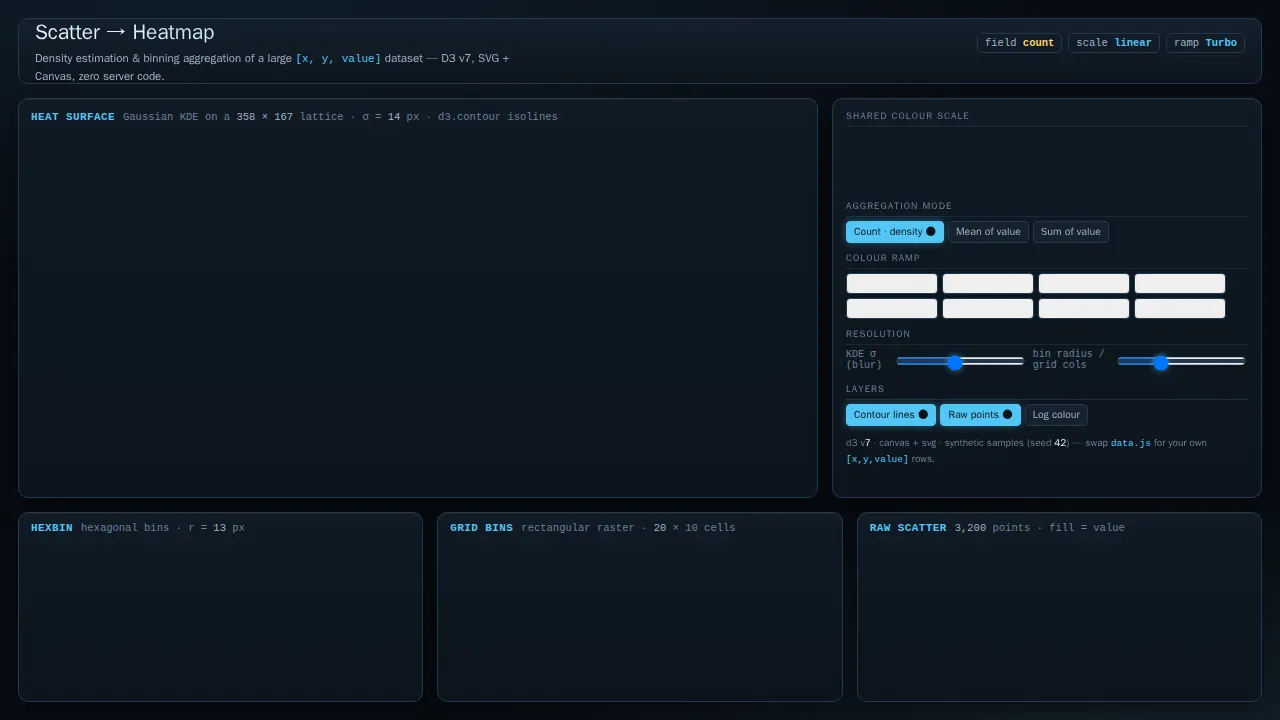 Scatter → Heatmap
Density estimation & binning aggregation of a large [x, y, value] dataset — D3 v7, SVG +
Canvas, zero server code.
field count
scale linear
ramp Turbo
HEAT SURFACE Gaussian KDE on a 358 × 167 lattice · σ = 14 px · d3.contour isolines
SHARED COLOUR SCALE
AGGREGATION MODE
Count · density
Mean of value
Sum of value
COLOUR RAMP
RESOLUTION
KDE σ
(blur)
bin radius /
grid cols
LAYERS
Contour lines
Raw points
Log colour
d3 v7 · canvas + svg · synthetic samples (seed 42) — swap data.js for your own
[x,y,value] rows.
HEXBIN hexagonal bins · r = 13 px
GRID BINS rectangular raster · 20 × 10 cells
RAW SCATTER 3,200 points · fill = value